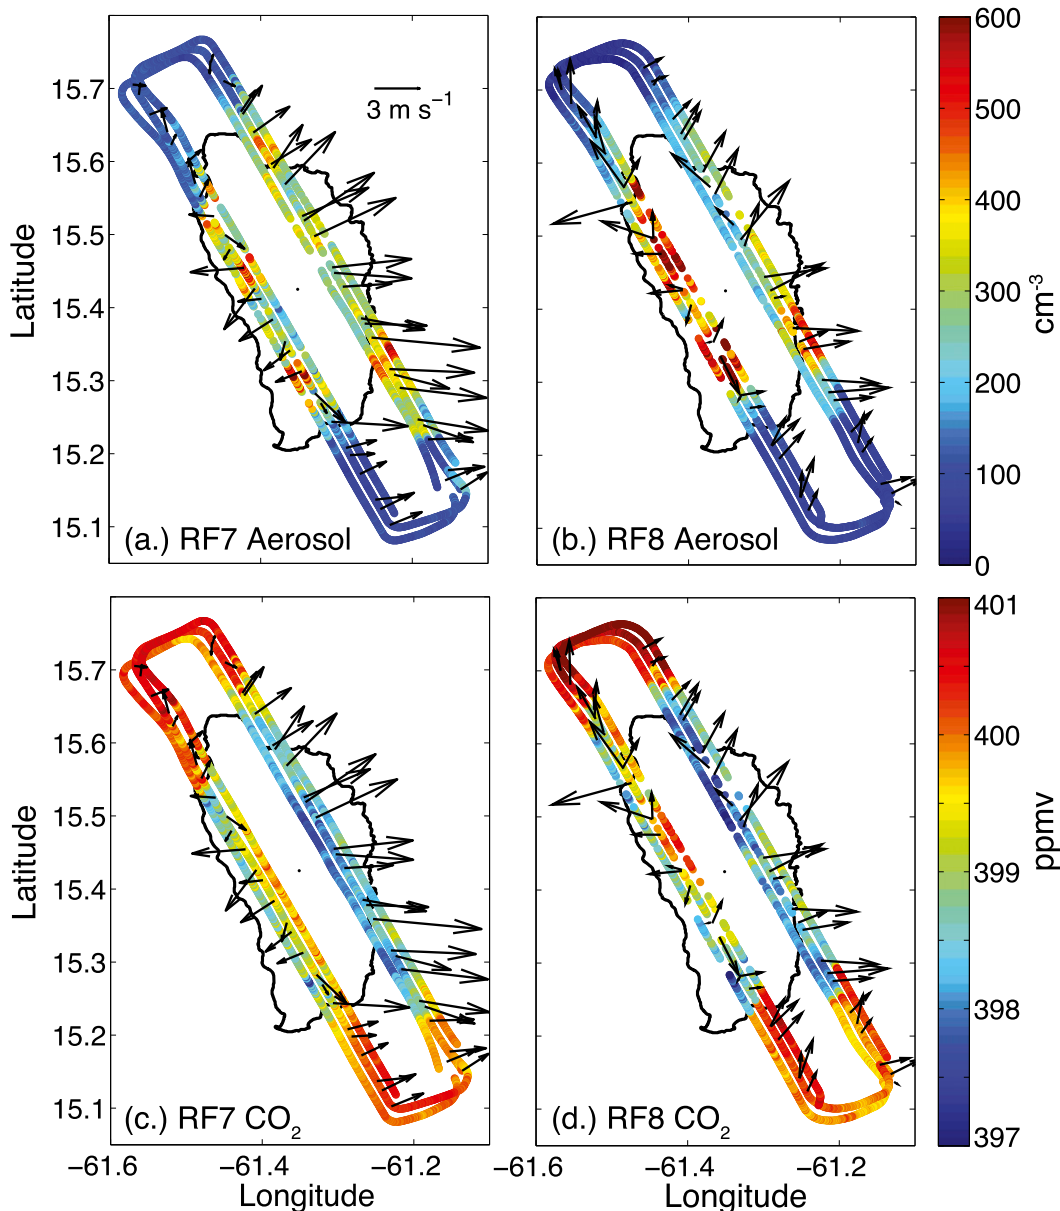 3 m s⁻¹
15.7
15.6
15.5
15.4
15.3
15.2
15.1
Latitude
(a.) RF7 Aerosol
(b.) RF8 Aerosol
600
500
400
300
200
100
0
cm⁻³
15.7
15.6
15.5
15.4
15.3
15.2
15.1
Latitude
(c.) RF7 CO₂
(d.) RF8 CO₂
401
400
399
398
397
ppmv
−61.6
−61.4
−61.2
−61.6
−61.4
−61.2
Longitude
Longitude